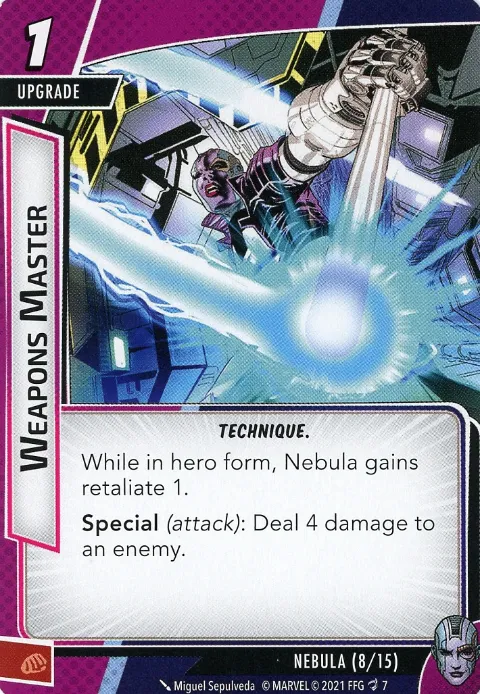 1
UPGRADE
WEAPONS MASTER
TECHNIQUE.
While in hero form, Nebula gains
retaliate 1.
Special (attack): Deal 4 damage to
an enemy.
NEBULA (8/15)
Miguel Sepulveda © MARVEL © 2021 FFG 7